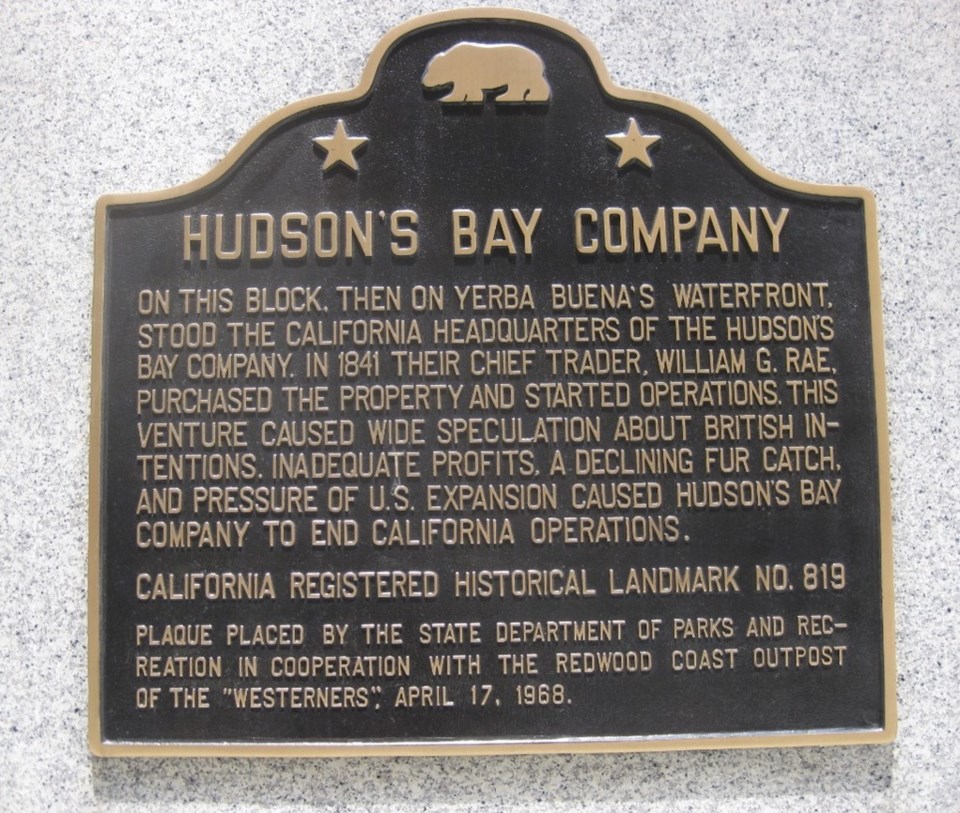 HUDSON'S BAY COMPANY
ON THIS BLOCK, THEN ON YERBA BUENA'S WATERFRONT,
STOOD THE CALIFORNIA HEADQUARTERS OF THE HUDSON'S
BAY COMPANY. IN 1841 THEIR CHIEF TRADER, WILLIAM G. RAE,
PURCHASED THE PROPERTY AND STARTED OPERATIONS. THIS
VENTURE CAUSED WIDE SPECULATION ABOUT BRITISH IN-
TENTIONS. INADEQUATE PROFITS, A DECLINING FUR CATCH,
AND PRESSURE OF U.S. EXPANSION CAUSED HUDSON'S BAY
COMPANY TO END CALIFORNIA OPERATIONS.
CALIFORNIA REGISTERED HISTORICAL LANDMARK NO. 819
PLAQUE PLACED BY THE STATE DEPARTMENT OF PARKS AND REC-
REATION IN COOPERATION WITH THE REDWOOD COAST OUTPOST
OF THE "WESTERNERS", APRIL 17, 1968.